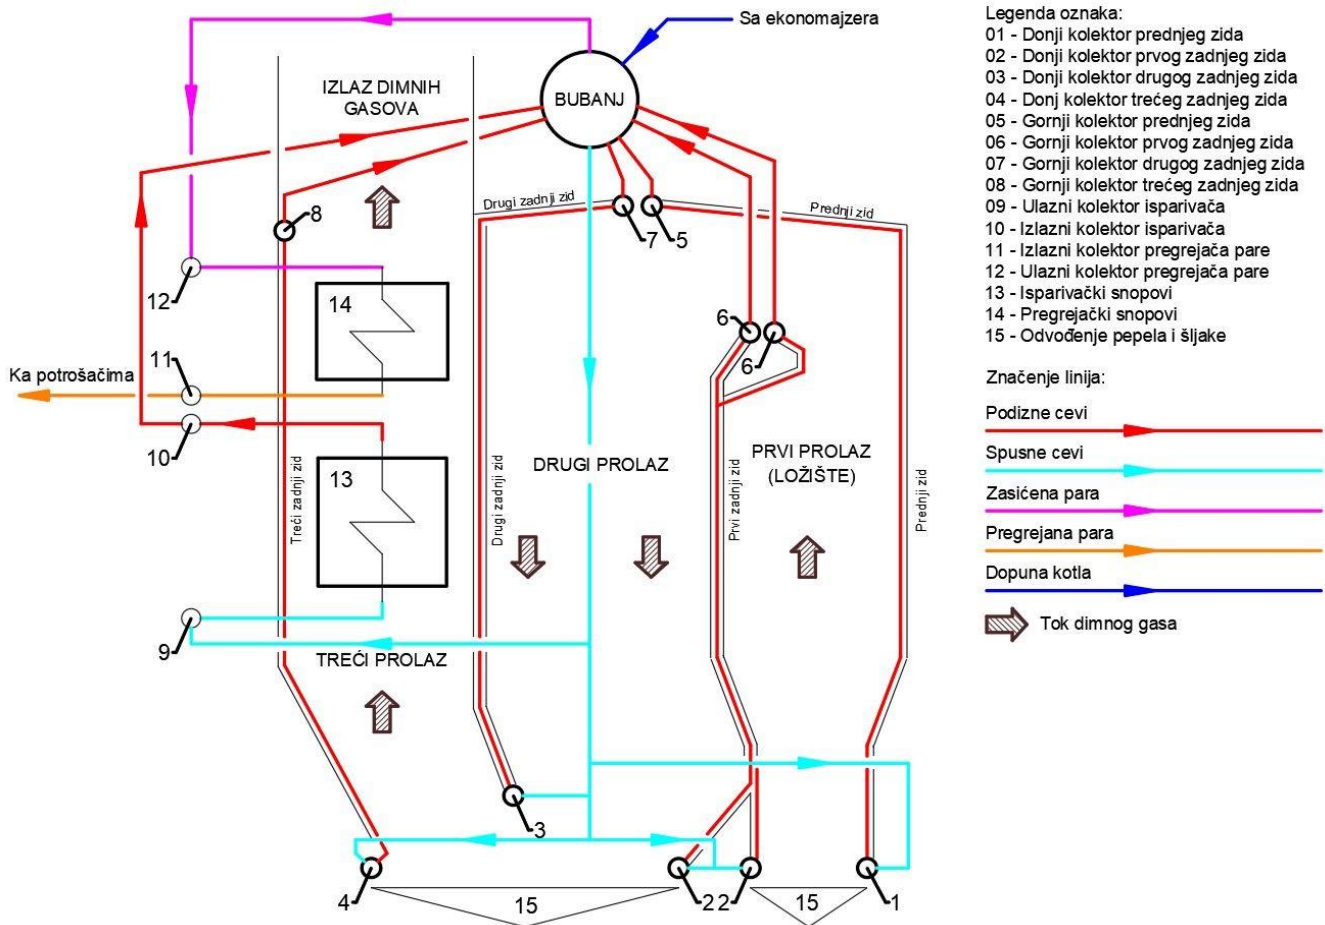 Sa ekonomajzera
BUBANJ
IZLAZ DIMNIH
GASOVA
Drugi zadnji zid
Prednji zid
8
7
5
12
14
6
6
11
Ka potrošačima
10
13
Treći zadnji zid
Drugi zadnji zid
DRUGI PROLAZ
Prvi zadnji zid
PRVI PROLAZ
(LOŽIŠTE)
Prednji zid
9
TREĆI PROLAZ
3
4
15
2
2
15
1
Legenda oznaka:
01 - Donji kolektor prednjeg zida
02 - Donji kolektor prvog zadnjeg zida
03 - Donji kolektor drugog zadnjeg zida
04 - Donj kolektor trećeg zadnjeg zida
05 - Gornji kolektor prednjeg zida
06 - Gornji kolektor prvog zadnjeg zida
07 - Gornji kolektor drugog zadnjeg zida
08 - Gornji kolektor trećeg zadnjeg zida
09 - Ulazni kolektor isparivača
10 - Izlazni kolektor isparivača
11 - Izlazni kolektor pregrejača pare
12 - Ulazni kolektor pregrejača pare
13 - Isparivački snopovi
14 - Pregrejački snopovi
15 - Odvođenje pepela i šljake
Značenje linija:
Podizne cevi
Spusne cevi
Zasićena para
Pregrejana para
Dopuna kotla
Tok dimnog gasa